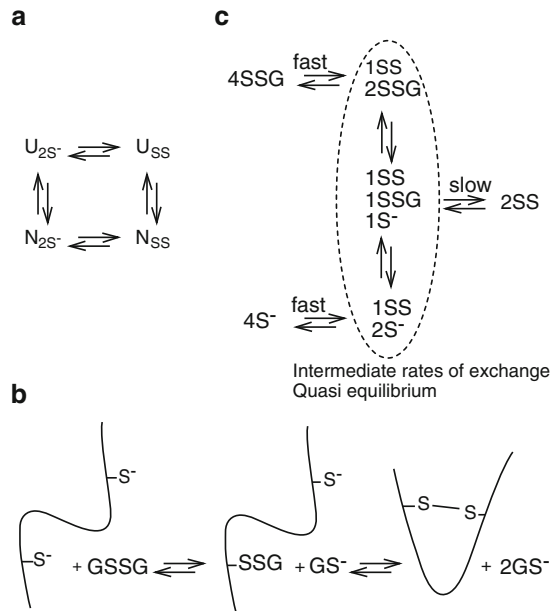 a
U2S- USS
N2S- NSS
c
fast
4SSG
1SS
2SSG
1SS
1SSG
1S-
slow
2SS
fast
4S-
1SS
2S-
Intermediate rates of exchange
Quasi equilibrium
b
S-
S-
+ GSSG
S-
SSG
+ GS-
S S
+ 2GS-